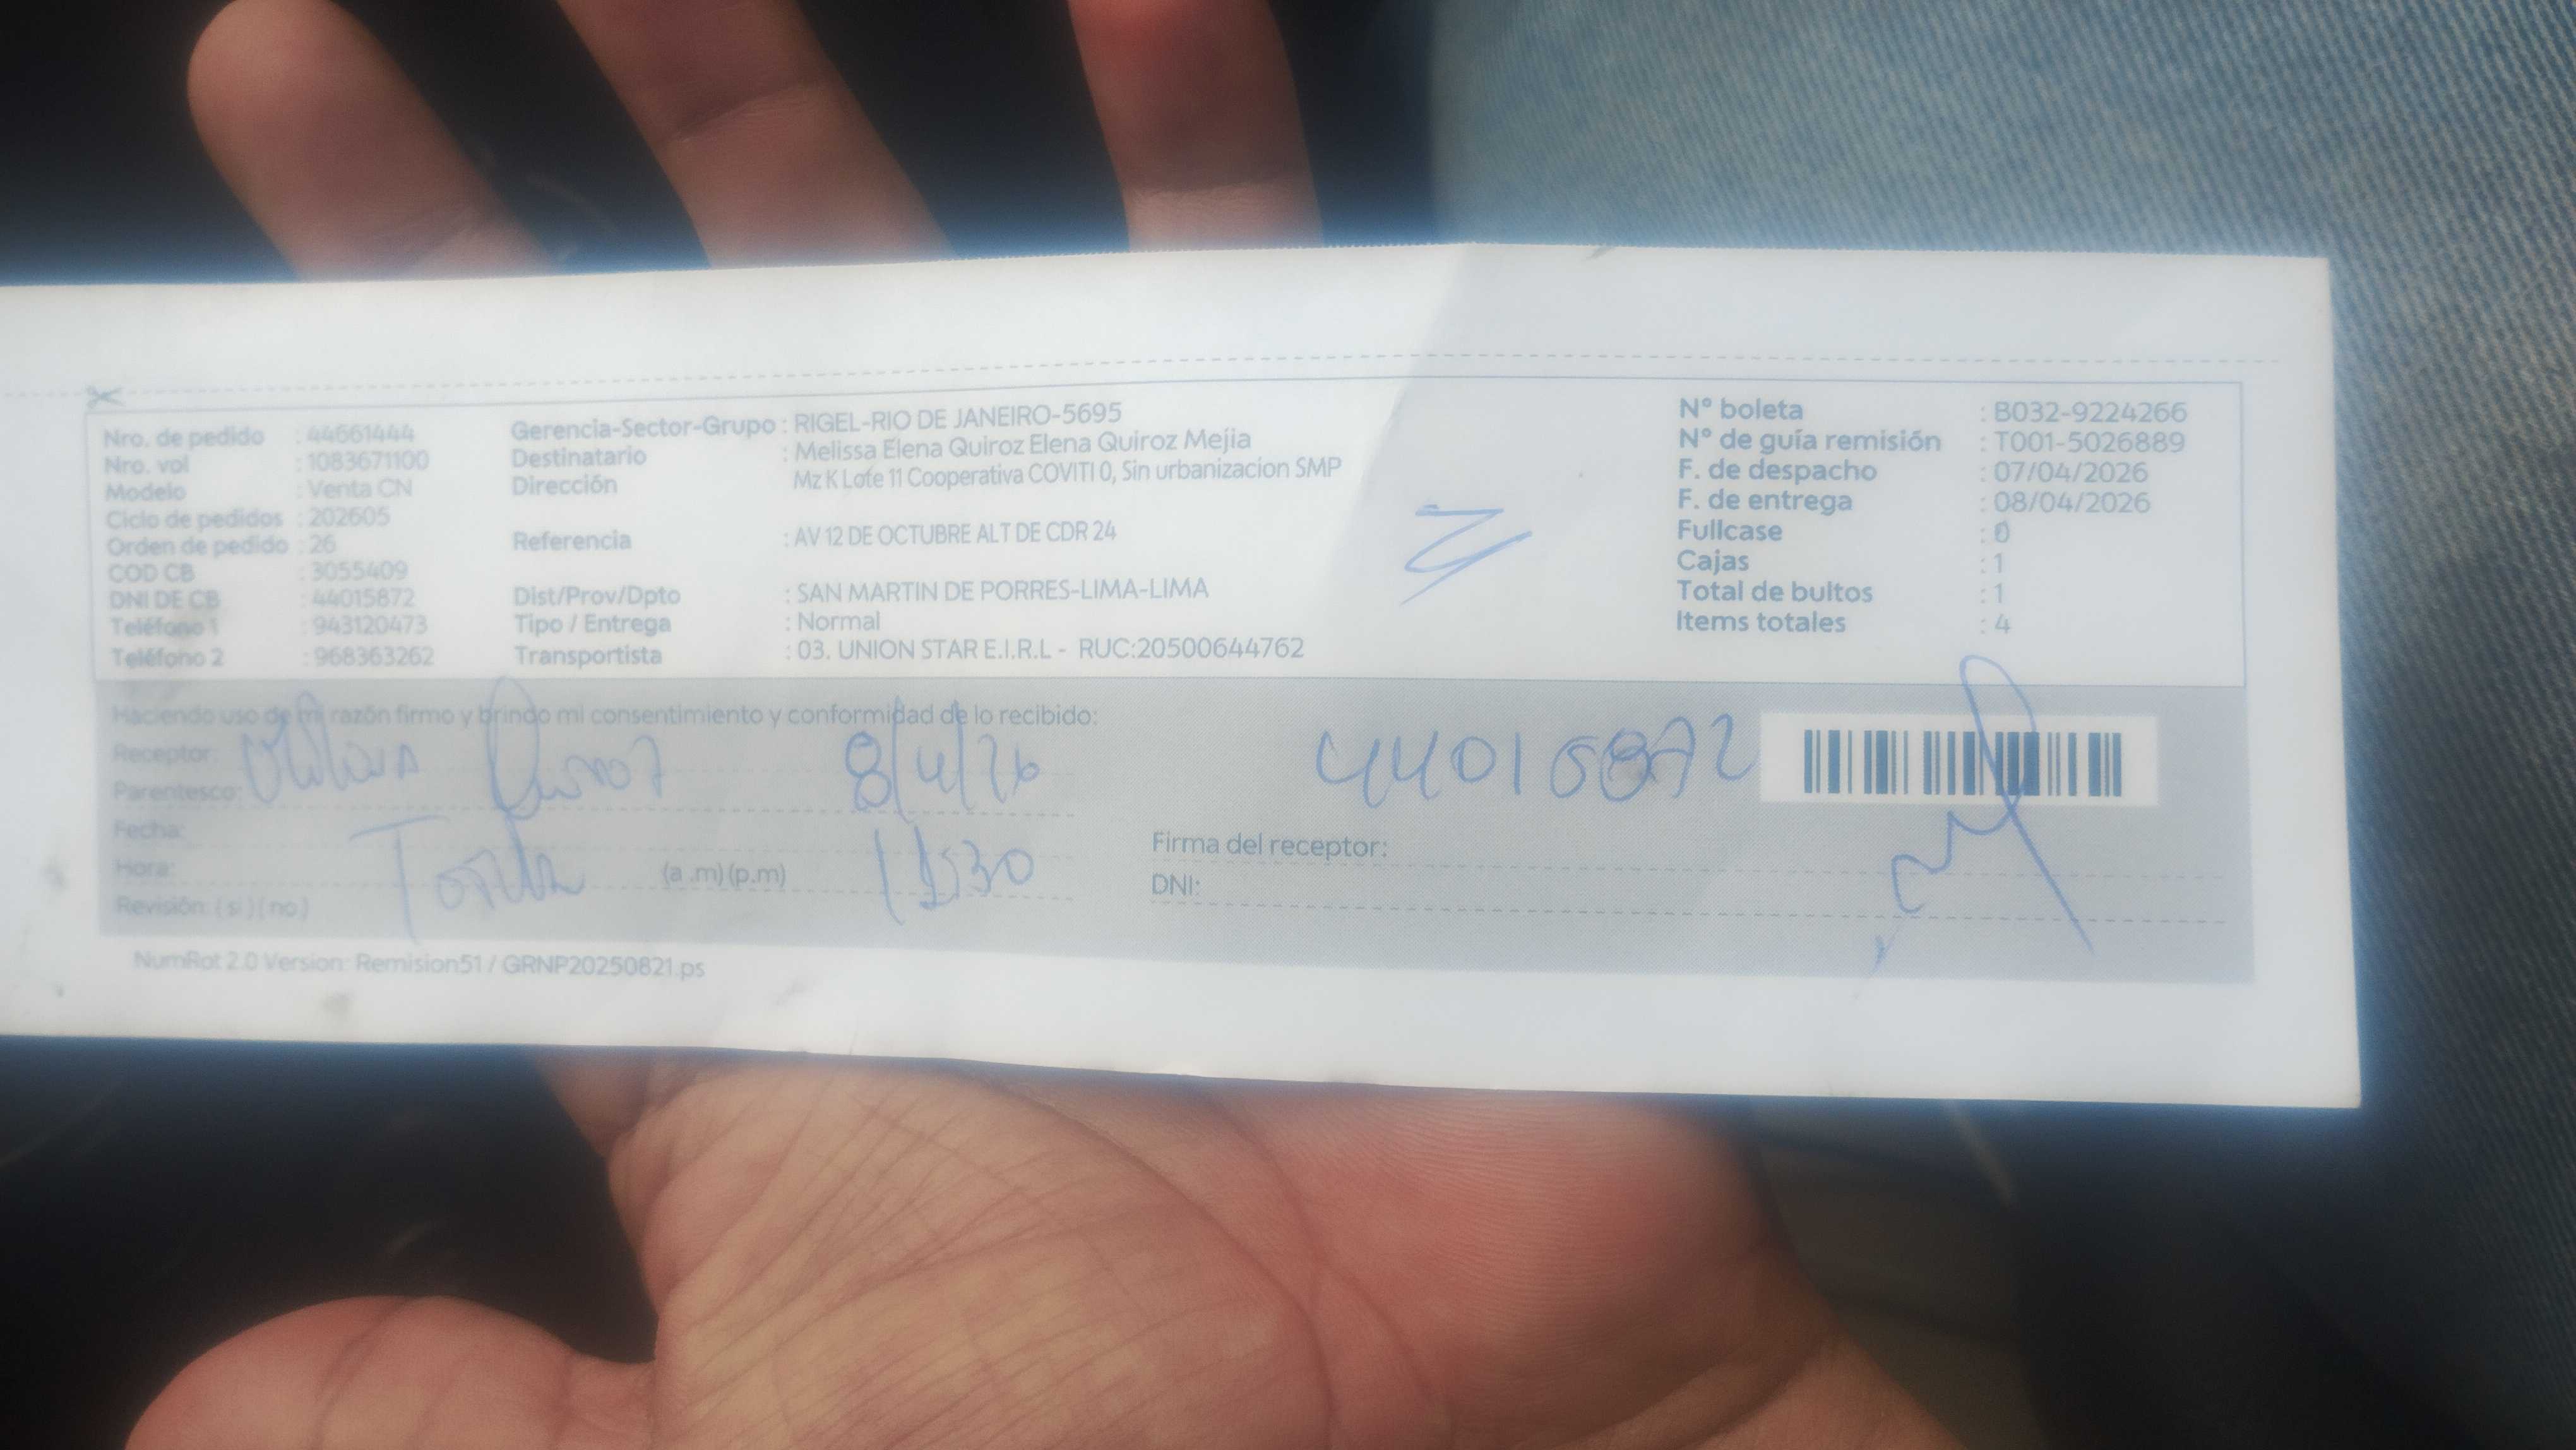 Nro. de pedido : 44661444
Nro. vol : 1083671100
Modelo : Venta CN
Ciclo de pedidos : 202605
Orden de pedido : 26
COD CB : 3055409
DNI DE CB : 44015872
Teléfono 1 : 943120473
Teléfono 2 : 968363262
Gerencia-Sector-Grupo : RIGEL-RIO DE JANEIRO-5695
Destinatario : Melissa Elena Quiroz Elena Quiroz Mejia
Dirección : Mz K Lote 11 Cooperativa COVITI 0, Sin urbanizacion SMP
Referencia : AV 12 DE OCTUBRE ALT DE CDR 24
Dist/Prov/Dpto : SAN MARTIN DE PORRES-LIMA-LIMA
Tipo / Entrega : Normal
Transportista : 03. UNION STAR E.I.R.L - RUC:20500644762
N° boleta : B032-9224266
N° de guía remisión : T001-5026889
F. de despacho : 07/04/2026
F. de entrega : 08/04/2026
Fullcase : 0
Cajas : 1
Total de bultos : 1
Items totales : 4
Haciendo uso de mi razón firmo y brindo mi consentimiento y conformidad de lo recibido:
Receptor: 8/4/26
Parentesco:
Fecha:
Hora: (a .m) (p.m)
Revisión: ( si ) ( no )
44015872
Firma del receptor:
DNI:
NumRot 2.0 Version: Remision51 / GRNP20250821.ps